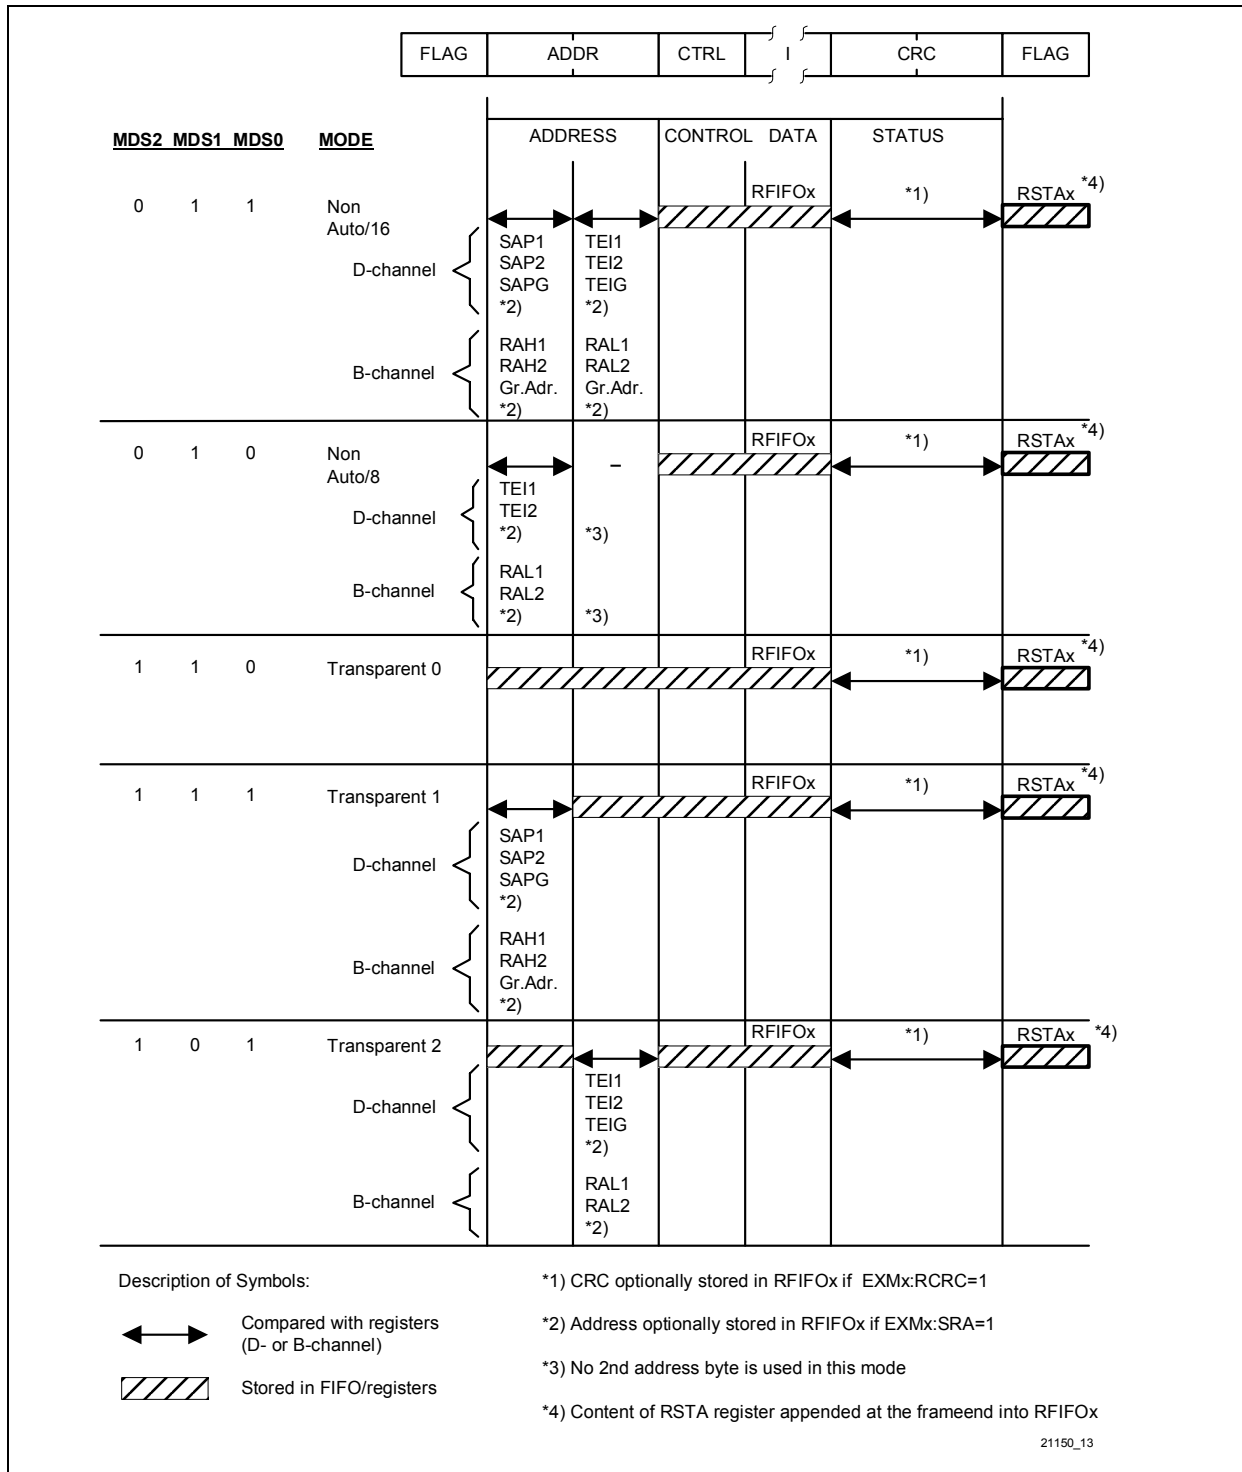 FLAG ADDR CTRL I CRC FLAG
MDS2 MDS1 MDS0 MODE ADDRESS CONTROL DATA STATUS
0 1 1 Non Auto/16 RFIFOx *1) RSTAx *4)
D-channel
SAP1 TEI1
SAP2 TEI2
SAPG TEIG
*2) *2)
B-channel
RAH1 RAL1
RAH2 RAL2
Gr.Adr. Gr.Adr.
*2) *2)
0 1 0 Non Auto/8 – RFIFOx *1) RSTAx *4)
D-channel
TEI1
TEI2
*2) *3)
B-channel
RAL1
RAL2
*2) *3)
1 1 0 Transparent 0 RFIFOx *1) RSTAx *4)
1 1 1 Transparent 1 RFIFOx *1) RSTAx *4)
D-channel
SAP1
SAP2
SAPG
*2)
B-channel
RAH1
RAH2
Gr.Adr.
*2)
1 0 1 Transparent 2 RFIFOx *1) RSTAx *4)
D-channel
TEI1
TEI2
TEIG
*2)
B-channel
RAL1
RAL2
*2)
Description of Symbols:
Compared with registers
(D- or B-channel)
Stored in FIFO/registers
*1) CRC optionally stored in RFIFOx if EXMx:RCRC=1
*2) Address optionally stored in RFIFOx if EXMx:SRA=1
*3) No 2nd address byte is used in this mode
*4) Content of RSTA register appended at the frameend into RFIFOx
21150_13